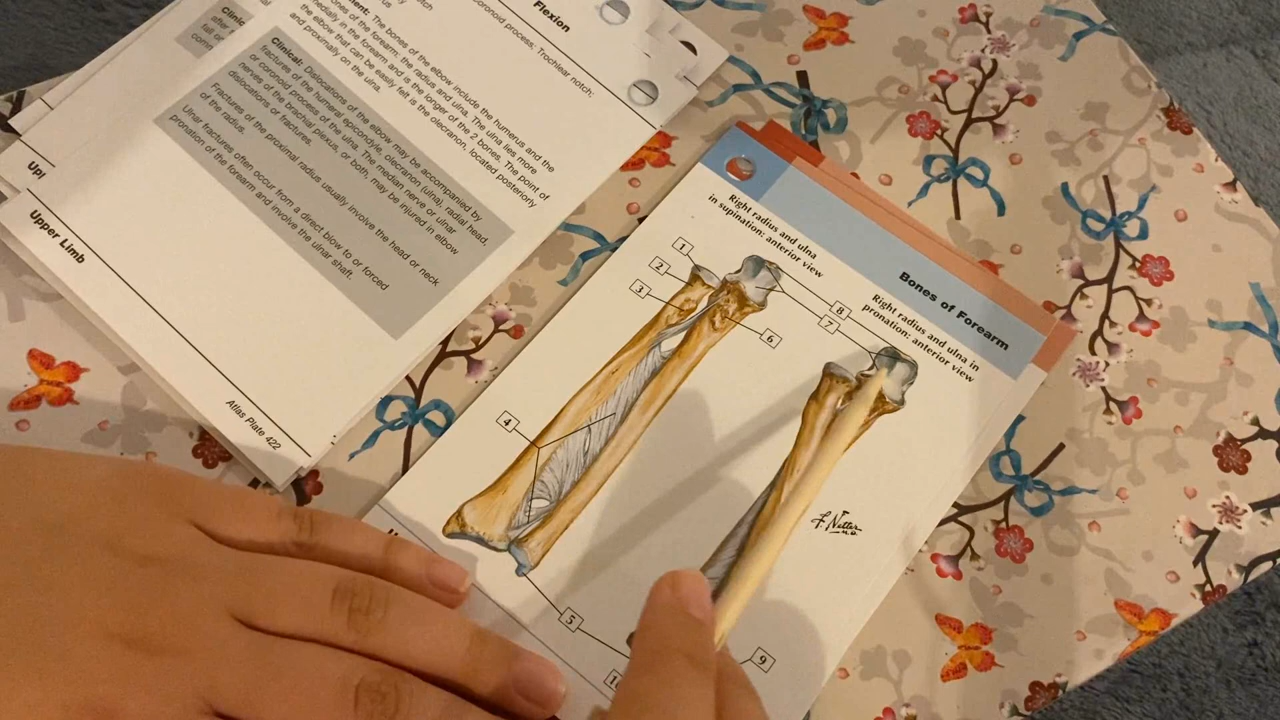 Flexion
coronoid process; Trochlear notch;
ment: The bones of the elbow include the humerus and the
ones of the forearm: the radius and ulna. The ulna lies more
medially in the forearm and is the longer of the 2 bones. The point of
the elbow that can be easily felt is the olecranon, located posteriorly
and proximally on the ulna.
Clinical: Dislocations of the elbow may be accompanied by
fractures of the humeral epicondyle, olecranon (ulna), radial head,
or coronoid process of the ulna. The median nerve or ulnar
nerves of the brachial plexus, or both, may be injured in elbow
dislocations or fractures.
Fractures of the proximal radius usually involve the head or neck
of the radius.
Ulnar fractures often occur from a direct blow to or forced
pronation of the forearm and involve the ulnar shaft.
Upper Limb
Atlas Plate 422
Clinic
after
fall or
comm
Upp
Bones of Forearm
Right radius and ulna
in supination: anterior view
Right radius and ulna in
pronation: anterior view
1
2
3
8
7
6
4
5
9
F. Netter
M.D.